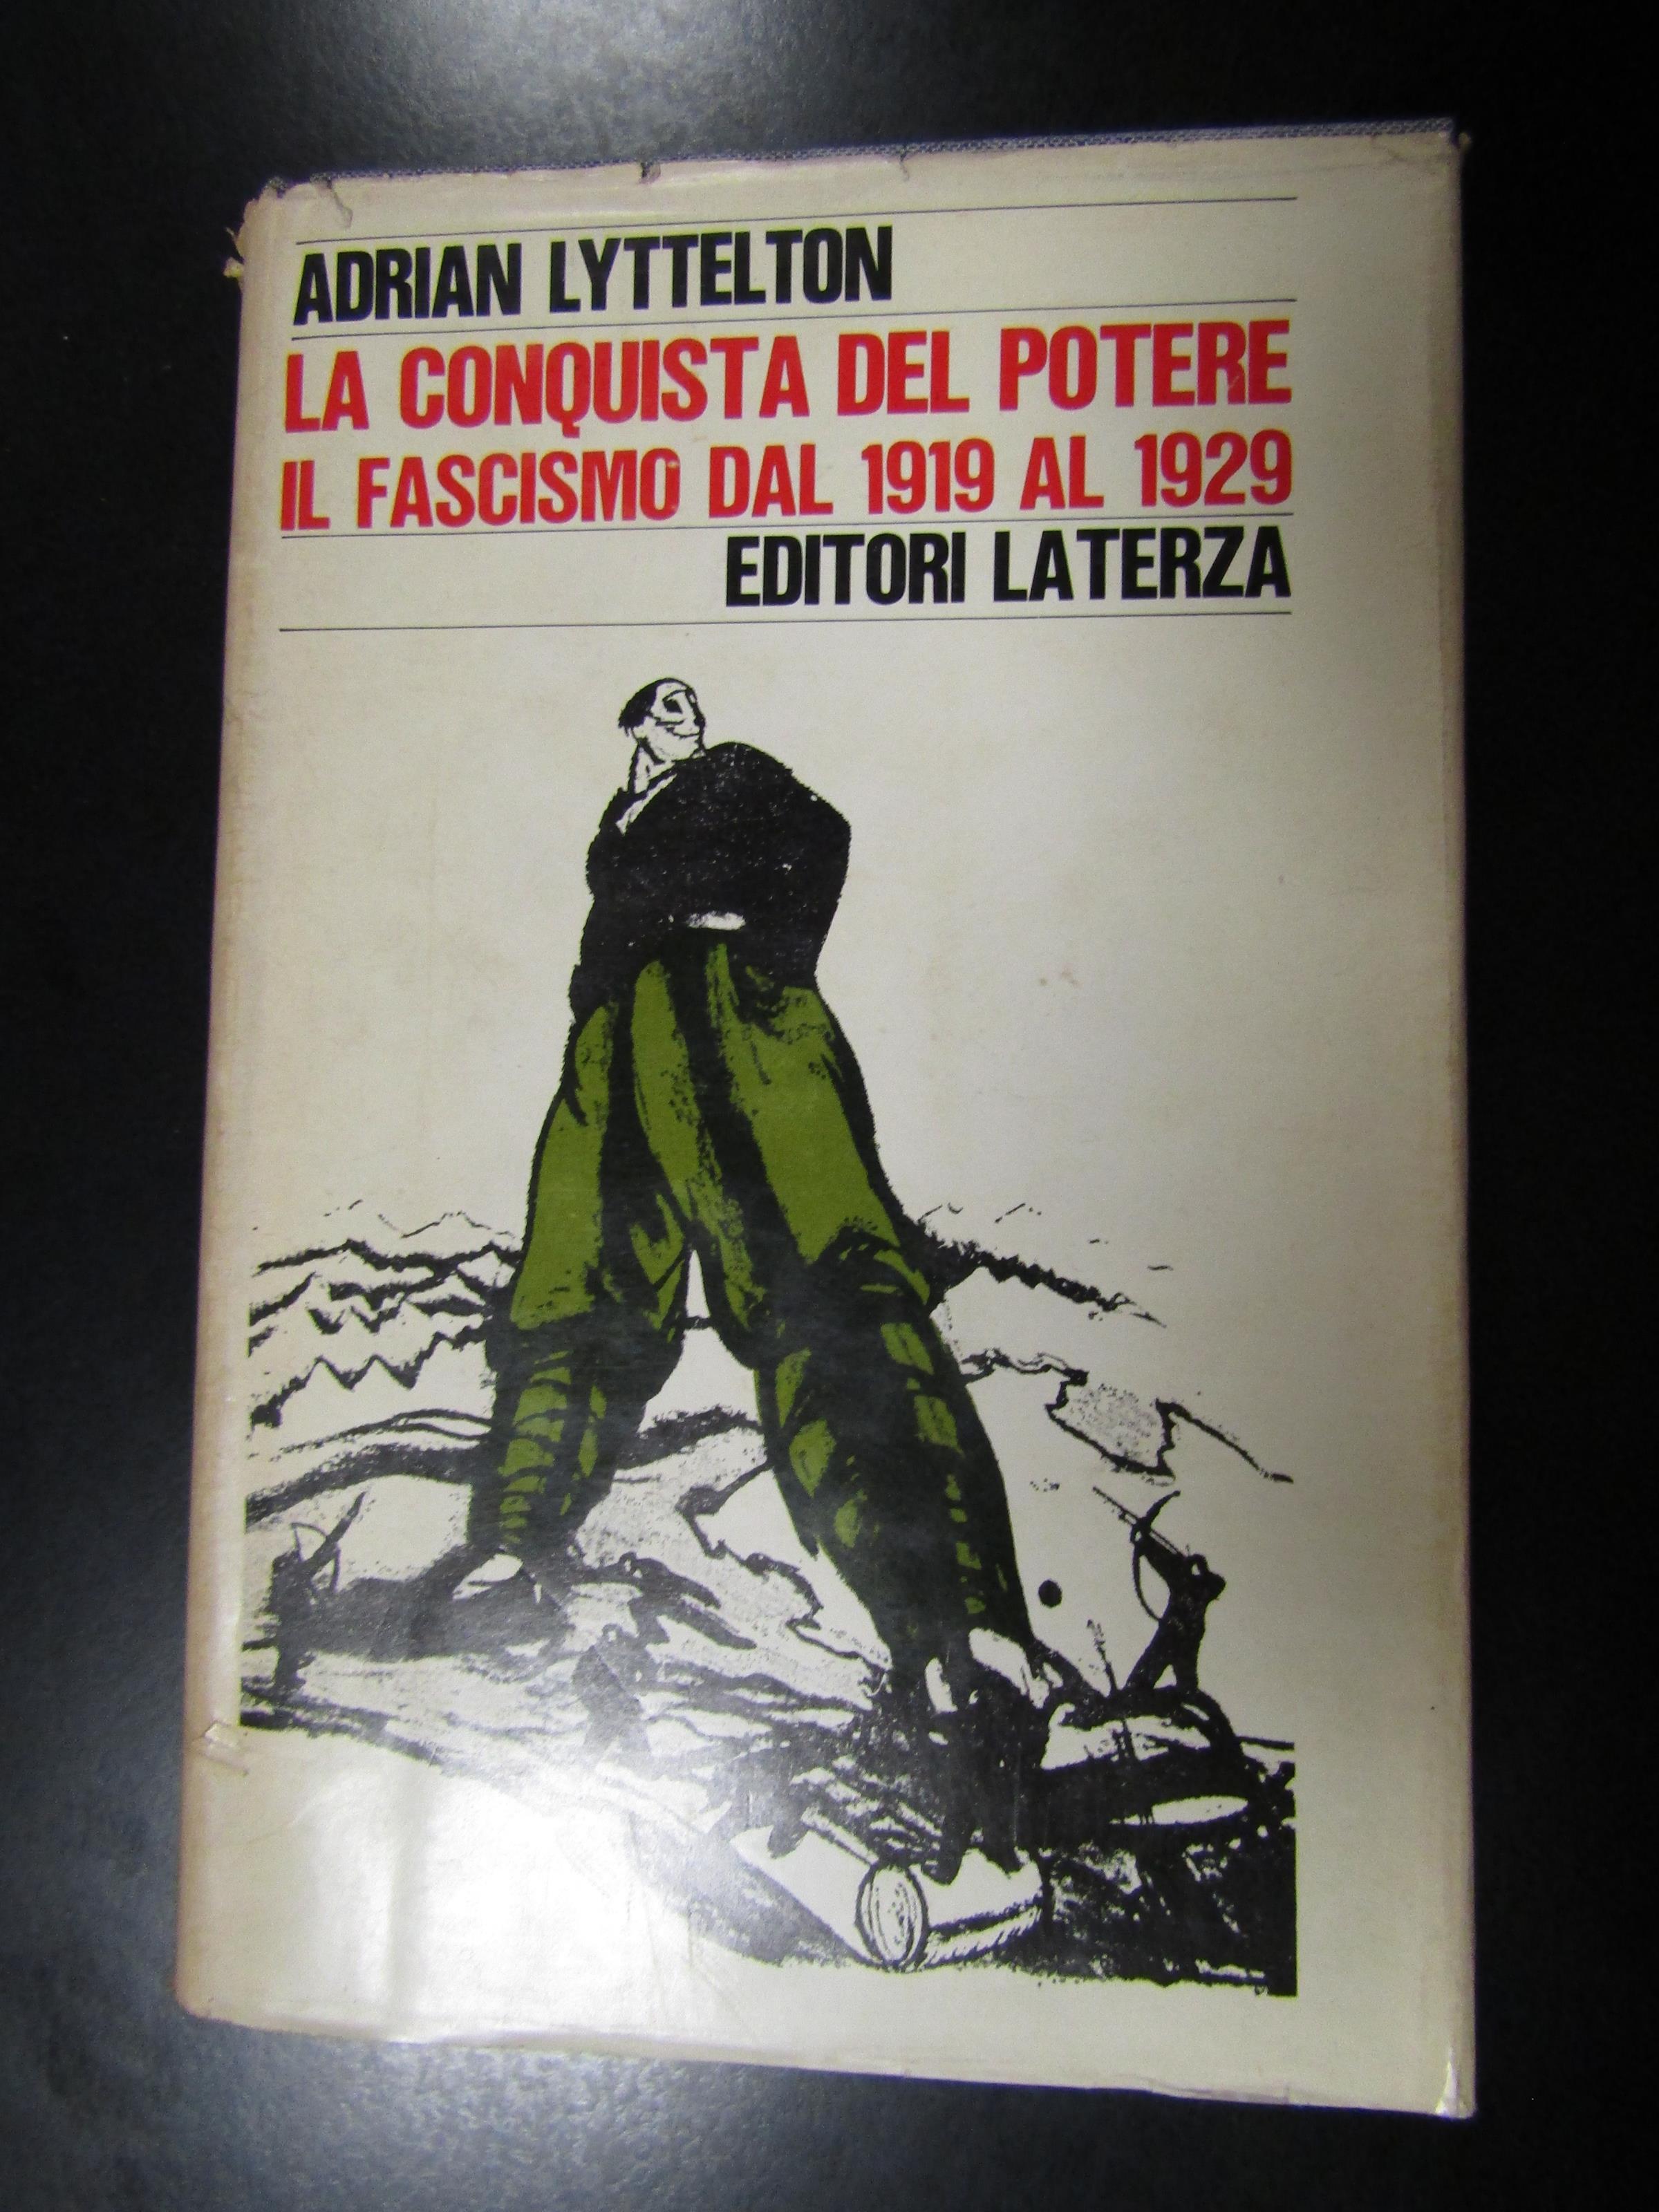 ADRIAN LYTTELTON
LA CONQUISTA DEL POTERE
IL FASCISMO DAL 1919 AL 1929
EDITORI LATERZA